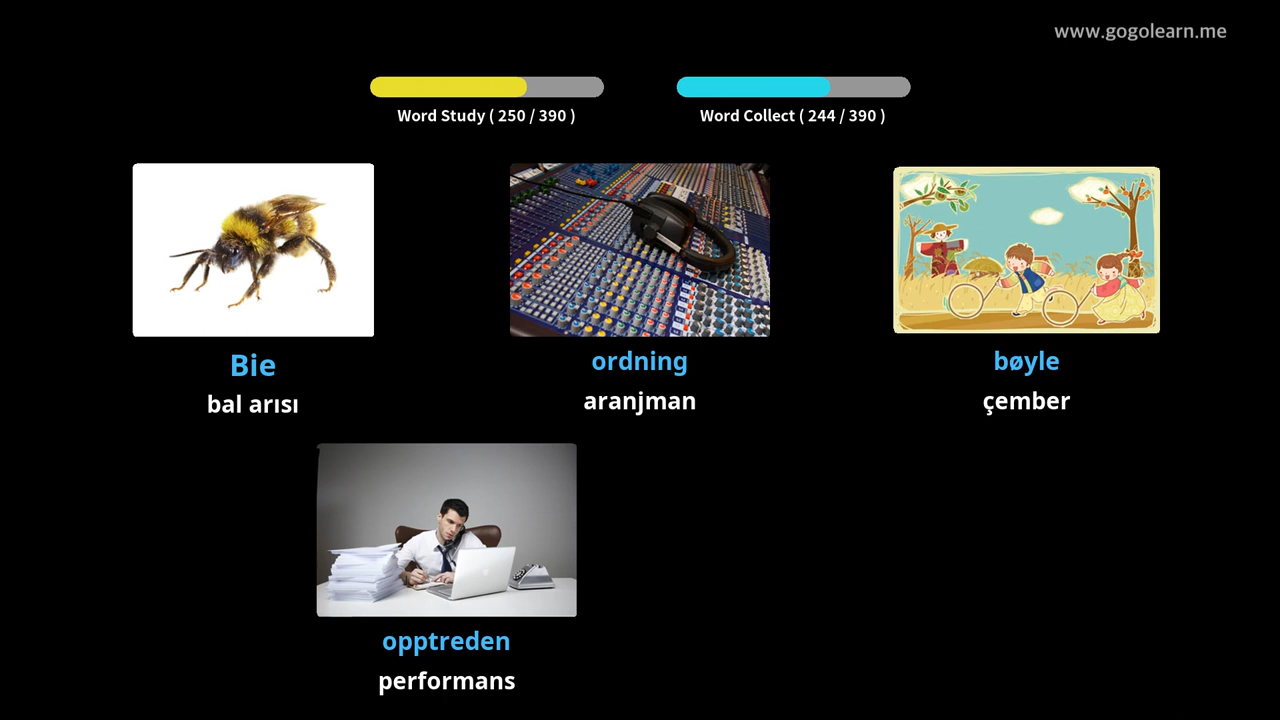 www.gogolearn.me
Word Study ( 250 / 390 )
Word Collect ( 244 / 390 )
Bie
bal arısı
ordning
aranjman
bøyle
çember
opptreden
performans